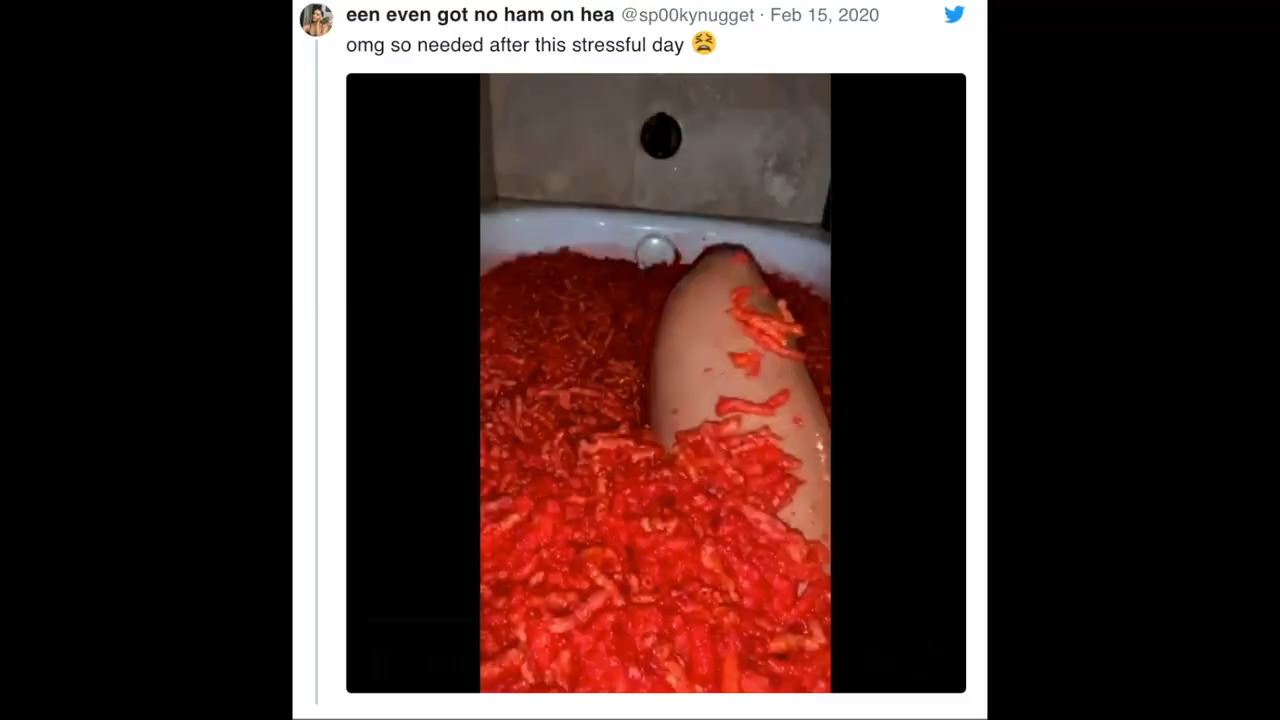 een even got no ham on hea @sp00kynugget · Feb 15, 2020
omg so needed after this stressful day 😫